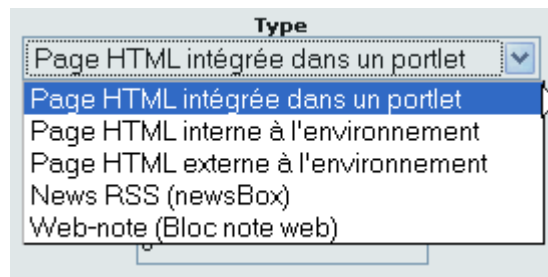 Type
Page HTML intégrée dans un portlet
Page HTML intégrée dans un portlet
Page HTML interne à l'environnement
Page HTML externe à l'environnement
News RSS (newsBox)
Web-note (Bloc note web)